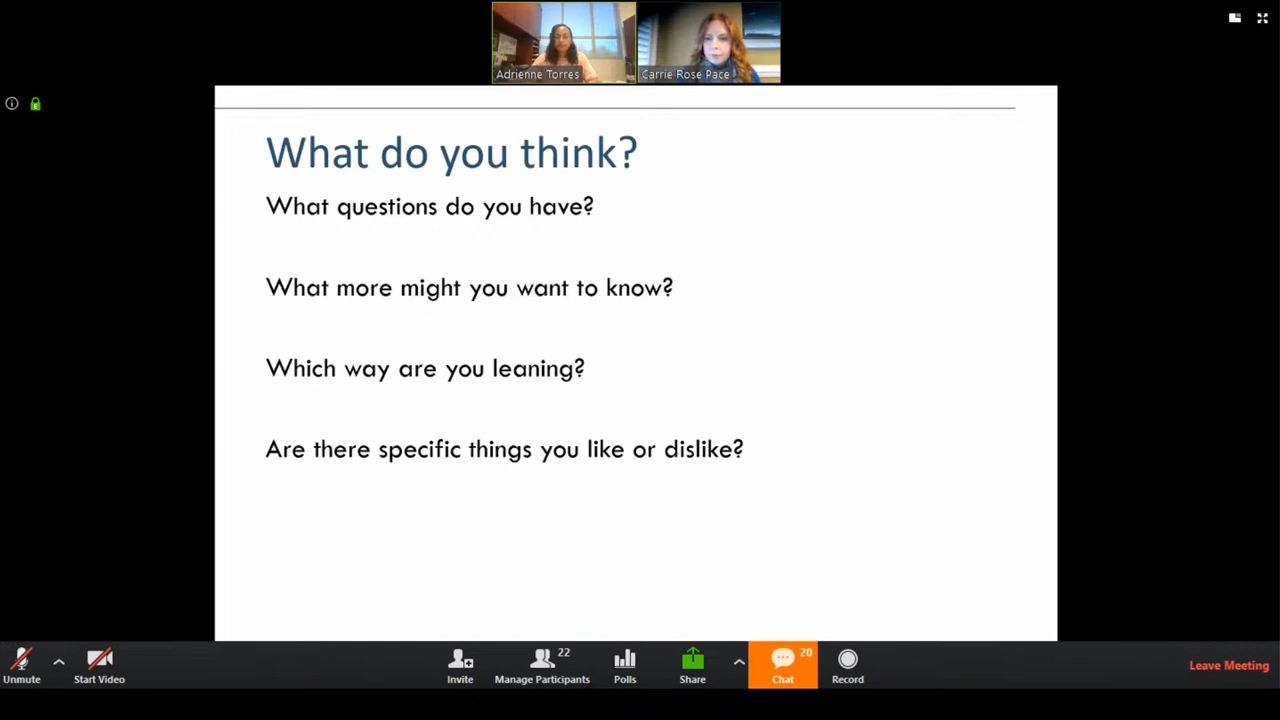 Adrienne Torres
Carrie Rose Pace
What do you think?
What questions do you have?
What more might you want to know?
Which way are you leaning?
Are there specific things you like or dislike?
22
20
Unmute
Start Video
Invite
Manage Participants
Polls
Share
Chat
Record
Leave Meeting